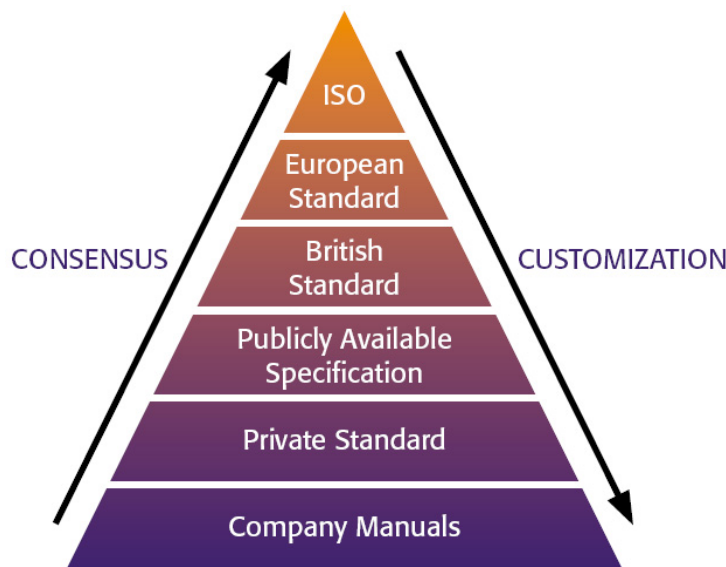 ISO
European
Standard
British
Standard
CONSENSUS
CUSTOMIZATION
Publicly Available
Specification
Private Standard
Company Manuals